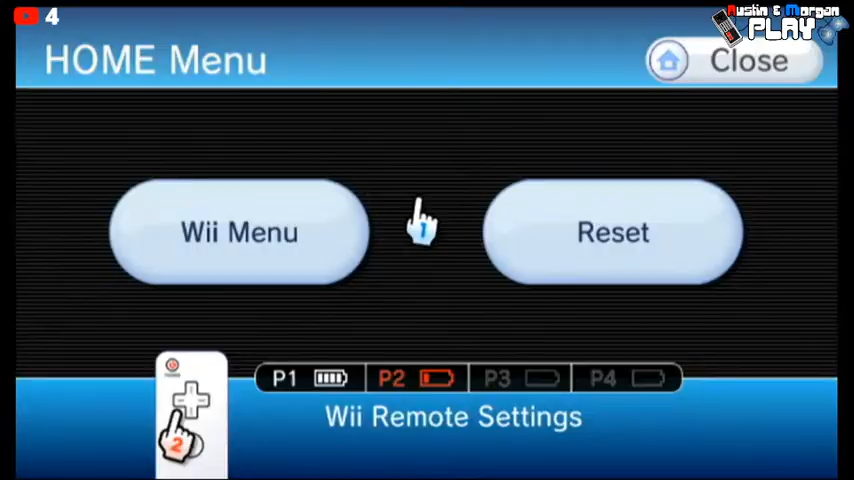 4
Austin & Morgan
PLAY
HOME Menu
Close
Wii Menu
1
Reset
P1
P2
P3
P4
2
Wii Remote Settings